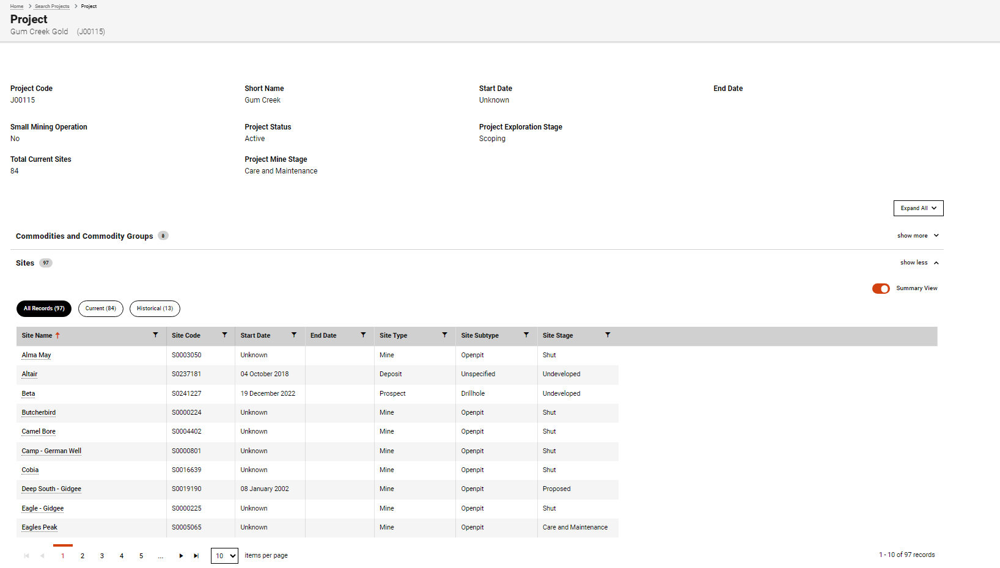 Home > Search Projects > Project
Project
Gum Creek Gold (J00115)
Project Code Short Name Start Date End Date
J00115 Gum Creek Unknown
Small Mining Operation Project Status Project Exploration Stage
No Active Scoping
Total Current Sites Project Mine Stage
84 Care and Maintenance
Expand All
Commodities and Commodity Groups 8 show more
Sites 97 show less
Summary View
All Records (97) Current (84) Historical (13)
Site Name Site Code Start Date End Date Site Type Site Subtype Site Stage
Alma May S0003050 Unknown Mine Openpit Shut
Altair S0237181 04 October 2018 Deposit Unspecified Undeveloped
Beta S0241227 19 December 2022 Prospect Drillhole Undeveloped
Butcherbird S0000224 Unknown Mine Openpit Shut
Camel Bore S0004402 Unknown Mine Openpit Shut
Camp - German Well S0000801 Unknown Mine Openpit Shut
Cobia S0016639 Unknown Mine Openpit Shut
Deep South - Gidgee S0019190 08 January 2002 Mine Openpit Proposed
Eagle - Gidgee S0000225 Unknown Mine Openpit Shut
Eagles Peak S0005065 Unknown Mine Openpit Care and Maintenance
1 2 3 4 5 ... 10 items per page 1 - 10 of 97 records